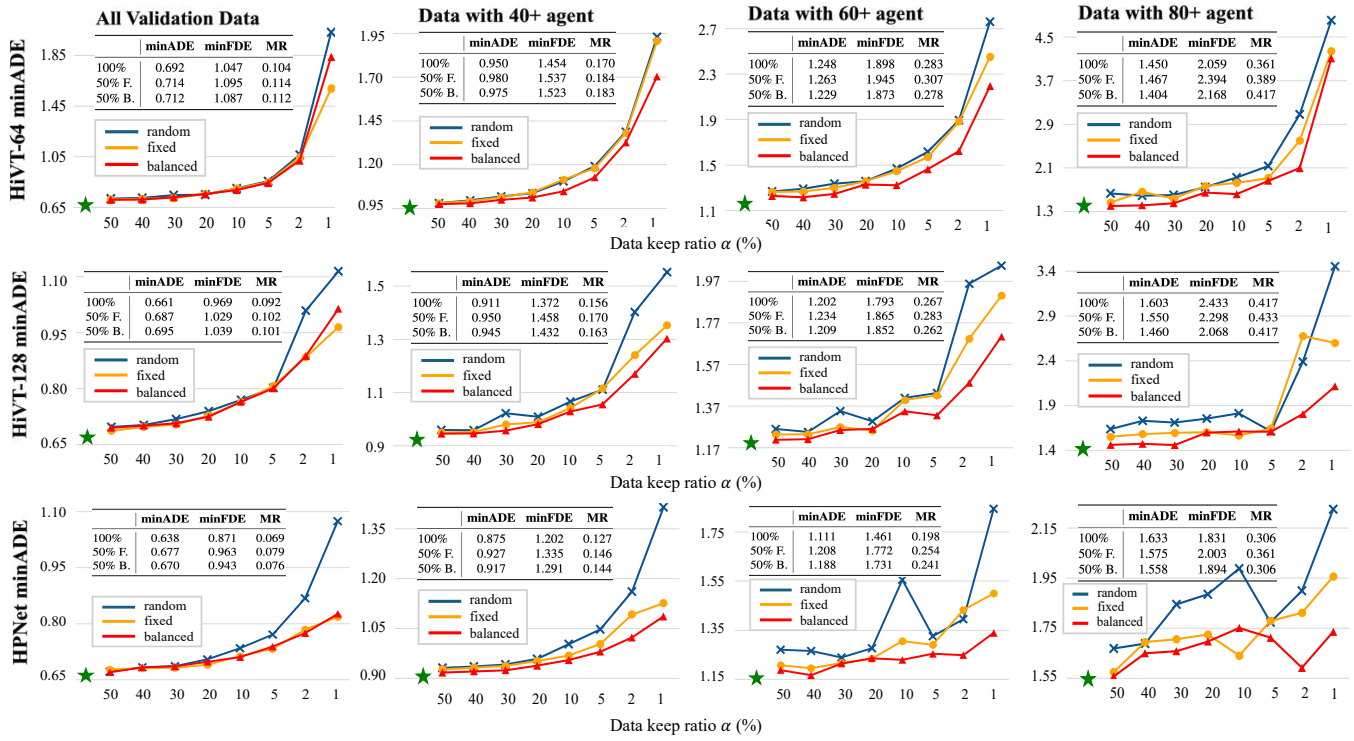 All Validation Data
Data with 40+ agent
Data with 60+ agent
Data with 80+ agent
HiVT-64 minADE
1.85
1.45
1.05
0.65
minADE minFDE MR
100% 0.692 1.047 0.104
50% F. 0.714 1.095 0.114
50% B. 0.712 1.087 0.112
random
fixed
balanced
50 40 30 20 10 5 2 1
1.95
1.70
1.45
1.20
0.95
minADE minFDE MR
100% 0.950 1.454 0.170
50% F. 0.980 1.537 0.184
50% B. 0.975 1.523 0.183
random
fixed
balanced
50 40 30 20 10 5 2 1
2.7
2.3
1.9
1.5
1.1
minADE minFDE MR
100% 1.248 1.898 0.283
50% F. 1.263 1.945 0.307
50% B. 1.229 1.873 0.278
random
fixed
balanced
50 40 30 20 10 5 2 1
4.5
3.7
2.9
2.1
1.3
minADE minFDE MR
100% 1.450 2.059 0.361
50% F. 1.467 2.394 0.389
50% B. 1.404 2.168 0.417
random
fixed
balanced
50 40 30 20 10 5 2 1
Data keep ratio α (%)
HiVT-128 minADE
1.10
0.95
0.80
0.65
minADE minFDE MR
100% 0.661 0.969 0.092
50% F. 0.687 1.029 0.102
50% B. 0.695 1.039 0.101
random
fixed
balanced
50 40 30 20 10 5 2 1
1.5
1.3
1.1
0.9
minADE minFDE MR
100% 0.911 1.372 0.156
50% F. 0.950 1.458 0.170
50% B. 0.945 1.432 0.163
random
fixed
balanced
50 40 30 20 10 5 2 1
1.97
1.77
1.57
1.37
1.17
minADE minFDE MR
100% 1.202 1.793 0.267
50% F. 1.234 1.865 0.283
50% B. 1.209 1.852 0.262
random
fixed
balanced
50 40 30 20 10 5 2 1
3.4
2.9
2.4
1.9
1.4
minADE minFDE MR
100% 1.603 2.433 0.417
50% F. 1.550 2.298 0.433
50% B. 1.460 2.068 0.417
random
fixed
balanced
50 40 30 20 10 5 2 1
Data keep ratio α (%)
HPNet minADE
1.10
0.95
0.80
0.65
minADE minFDE MR
100% 0.638 0.871 0.069
50% F. 0.677 0.963 0.079
50% B. 0.670 0.943 0.076
random
fixed
balanced
50 40 30 20 10 5 2 1
1.35
1.20
1.05
0.90
minADE minFDE MR
100% 0.875 1.202 0.127
50% F. 0.927 1.335 0.146
50% B. 0.917 1.291 0.144
random
fixed
balanced
50 40 30 20 10 5 2 1
1.75
1.55
1.35
1.15
minADE minFDE MR
100% 1.111 1.461 0.198
50% F. 1.208 1.772 0.254
50% B. 1.188 1.731 0.241
random
fixed
balanced
50 40 30 20 10 5 2 1
2.15
1.95
1.75
1.55
minADE minFDE MR
100% 1.633 1.831 0.306
50% F. 1.575 2.003 0.361
50% B. 1.558 1.894 0.306
random
fixed
balanced
50 40 30 20 10 5 2 1
Data keep ratio α (%)